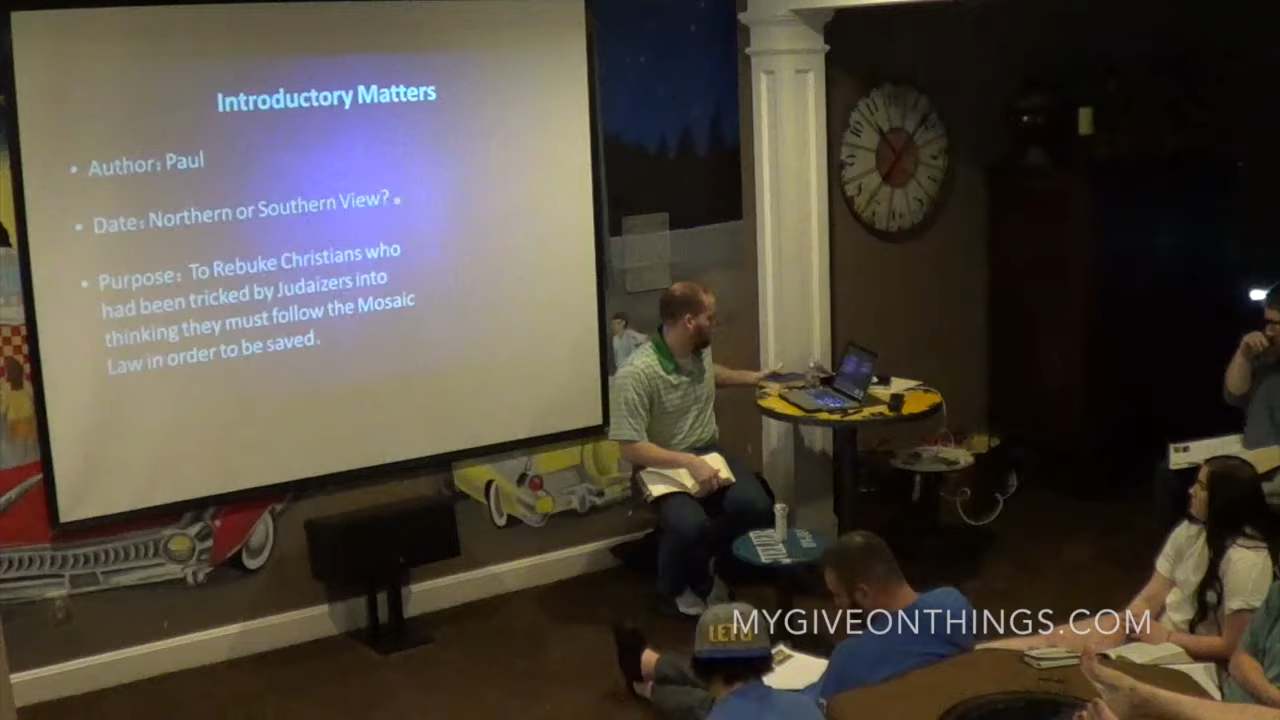 Introductory Matters
• Author: Paul
• Date: Northern or Southern View?
• Purpose: To Rebuke Christians who
had been tricked by Judaizers into
thinking they must follow the Mosaic
Law in order to be saved.
MYGIVEONTHINGS.COM